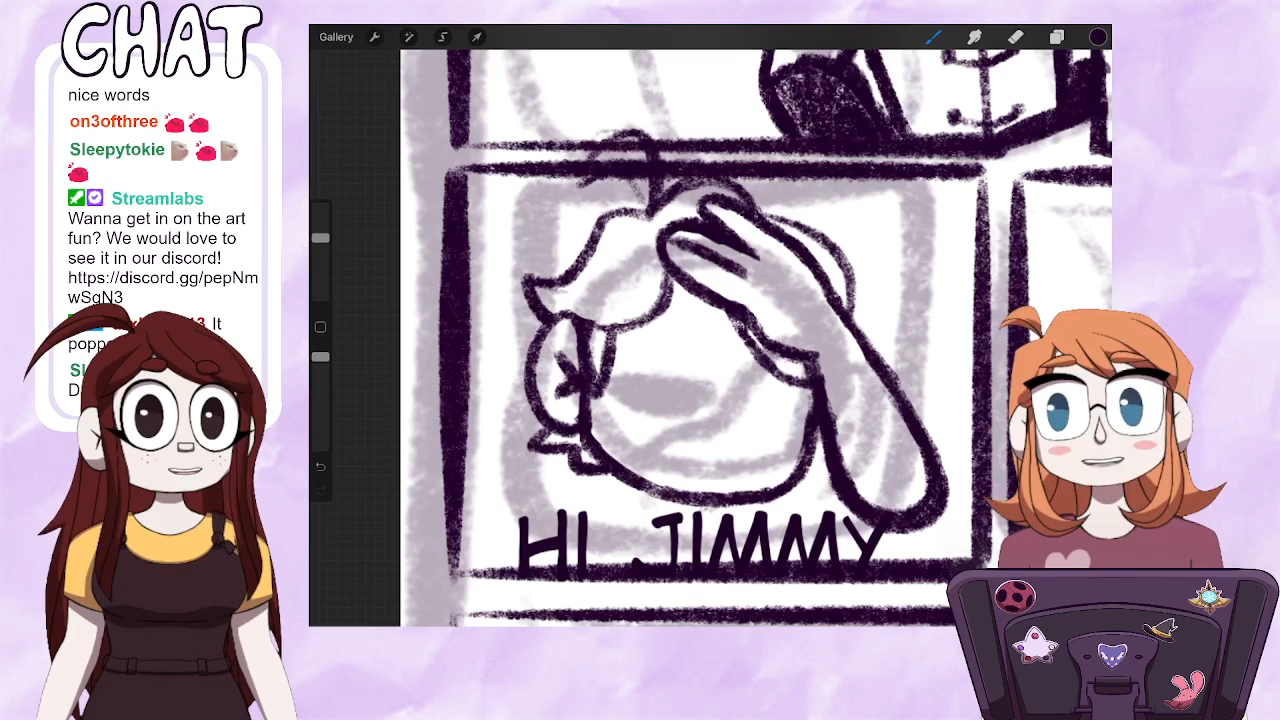 CHAT
nice words
on3ofthree
Sleepytokie
Streamlabs
Wanna get in on the art
fun? We would love to
see it in our discord!
https://discord.gg/pepNm
wSgN3
It
Gallery
HI JIMMY